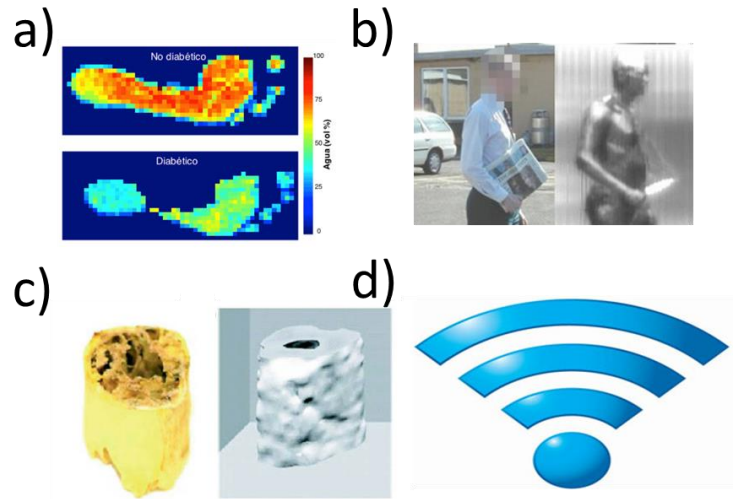 a)
No diabético
Diabético
100
75
50
25
0
Agua (vol %)
b)
c)
d)